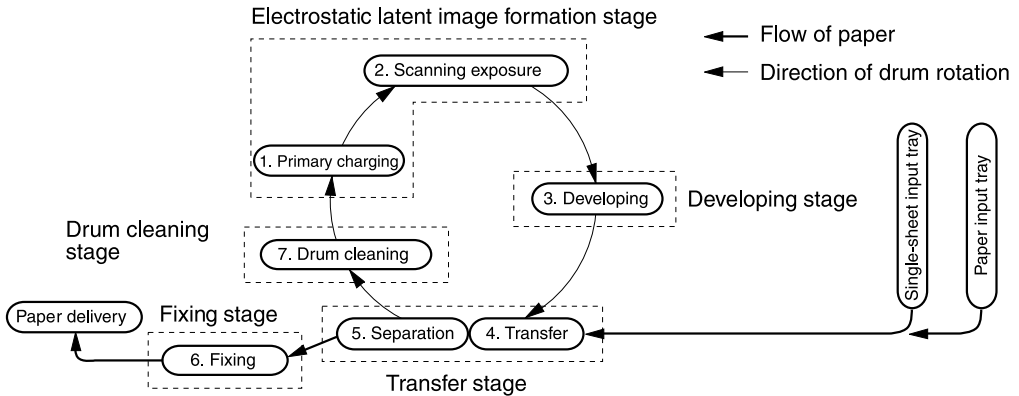 Electrostatic latent image formation stage
Flow of paper
2. Scanning exposure
Direction of drum rotation
1. Primary charging
Single-sheet input tray
Paper input tray
3. Developing
Developing stage
Drum cleaning
stage
7. Drum cleaning
Paper delivery
Fixing stage
5. Separation
4. Transfer
6. Fixing
Transfer stage